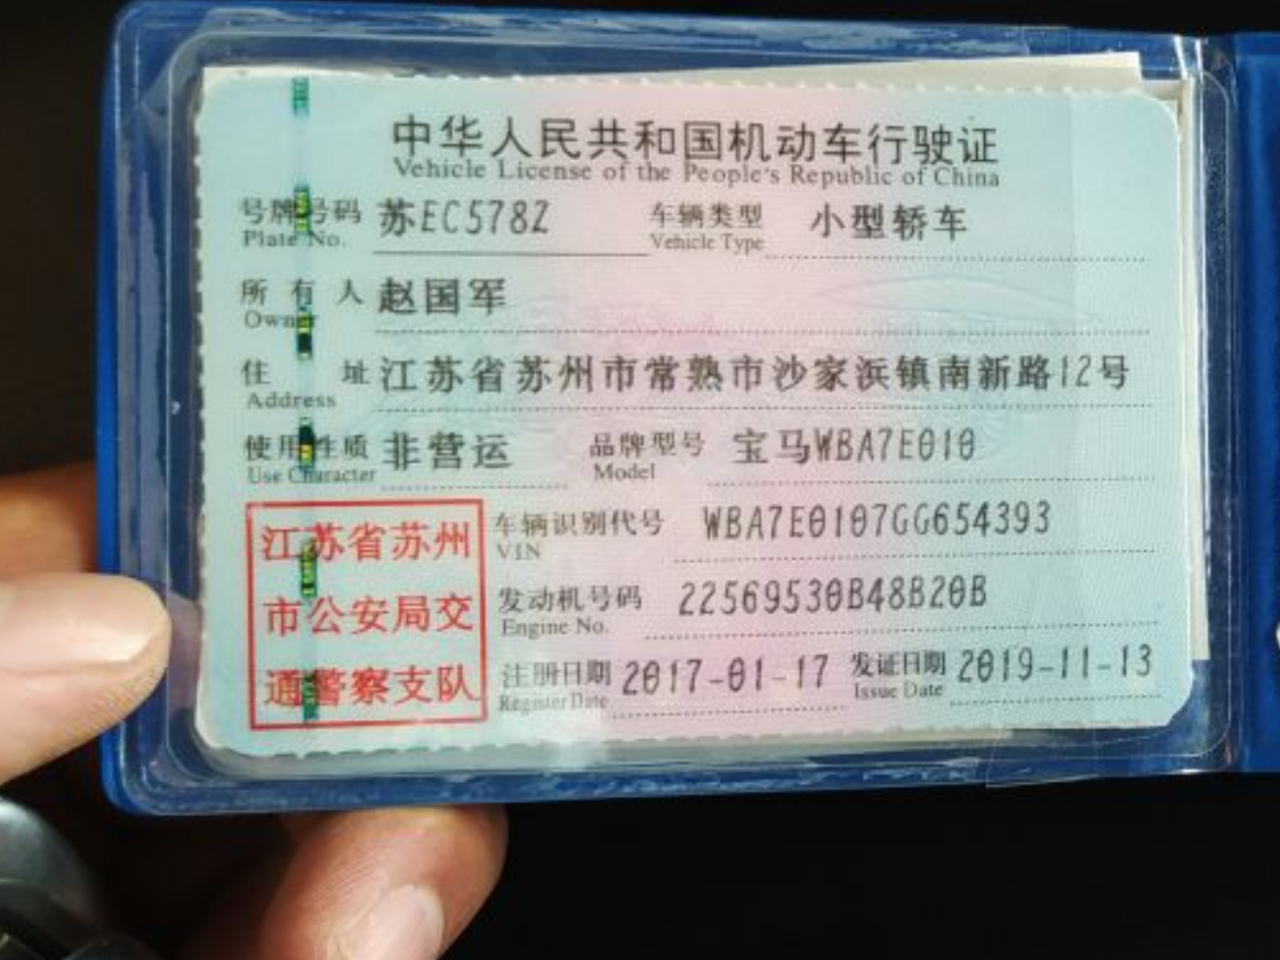 中华人民共和国机动车行驶证
Vehicle License of the People's Republic of China
号牌号码 苏EC578Z 车辆类型 小型轿车
Plate No. Vehicle Type
所有人 赵国军
Owner
住址 江苏省苏州市常熟市沙家浜镇南新路12号
Address
使用性质 非营运 品牌型号 宝马WBA7E010
Use Character Model
江苏省苏州
市公安局交
通警察支队
车辆识别代号 WBA7E0107GG654393
VIN
发动机号码 22569530B48B20B
Engine No.
注册日期 2017-01-17 发证日期 2019-11-13
Register Date Issue Date